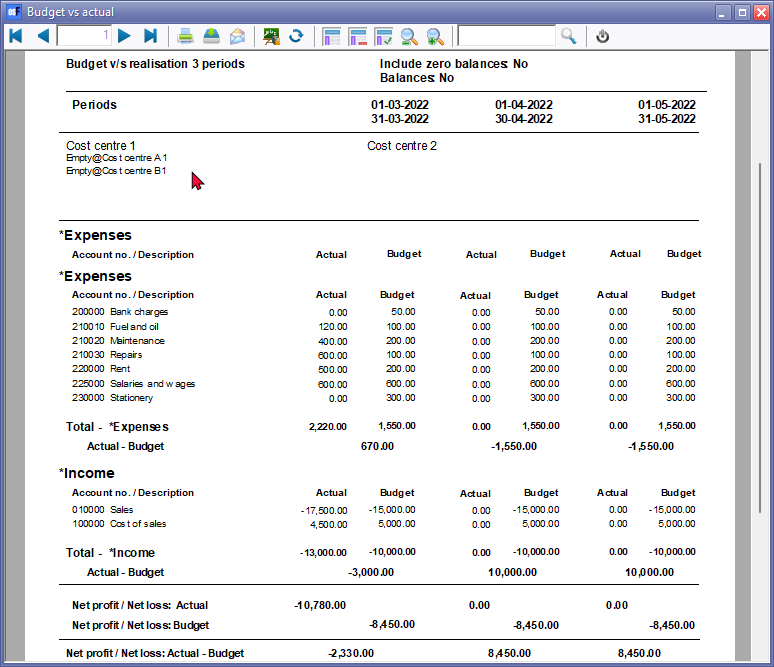 Budget vs actual
1
Budget v/s realisation 3 periods Include zero balances: No
Balances: No
Periods 01-03-2022 01-04-2022 01-05-2022
31-03-2022 30-04-2022 31-05-2022
Cost centre 1 Cost centre 2
Empty@Cost centre A1
Empty@Cost centre B1
*Expenses
Account no. / Description Actual Budget Actual Budget Actual Budget
*Expenses
Account no. / Description Actual Budget Actual Budget Actual Budget
200000 Bank charges 0.00 50.00 0.00 50.00 0.00 50.00
210010 Fuel and oil 120.00 100.00 0.00 100.00 0.00 100.00
210020 Maintenance 400.00 200.00 0.00 200.00 0.00 200.00
210030 Repairs 600.00 100.00 0.00 100.00 0.00 100.00
220000 Rent 500.00 200.00 0.00 200.00 0.00 200.00
225000 Salaries and wages 600.00 600.00 0.00 600.00 0.00 600.00
230000 Stationery 0.00 300.00 0.00 300.00 0.00 300.00
Total - *Expenses 2,220.00 1,550.00 0.00 1,550.00 0.00 1,550.00
Actual - Budget 670.00 -1,550.00 -1,550.00
*Income
Account no. / Description Actual Budget Actual Budget Actual Budget
010000 Sales -17,500.00 -15,000.00 0.00 -15,000.00 0.00 -15,000.00
100000 Cost of sales 4,500.00 5,000.00 0.00 5,000.00 0.00 5,000.00
Total - *Income -13,000.00 -10,000.00 0.00 -10,000.00 0.00 -10,000.00
Actual - Budget -3,000.00 10,000.00 10,000.00
Net profit / Net loss: Actual -10,780.00 0.00 0.00
Net profit / Net loss: Budget -8,450.00 -8,450.00 -8,450.00
Net profit / Net loss: Actual - Budget -2,330.00 8,450.00 8,450.00